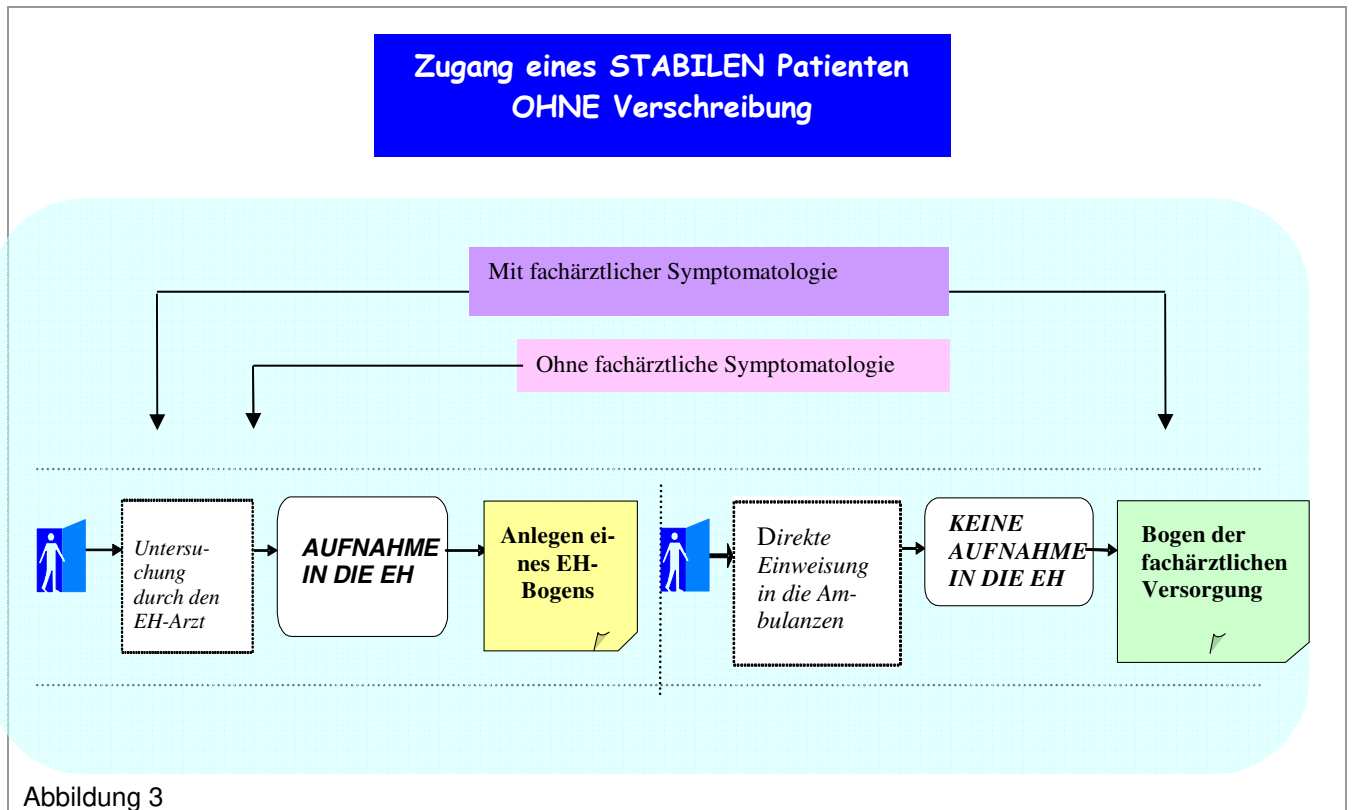 Zugang eines STABILEN Patienten
OHNE Verschreibung
Mit fachärztlicher Symptomatologie
Ohne fachärztliche Symptomatologie
Untersu-
chung
durch den
EH-Arzt
AUFNAHME
IN DIE EH
Anlegen ei-
nes EH-
Bogens
Direkte
Einweisung
in die Am-
bulanzen
KEINE
AUFNAHME
IN DIE EH
Bogen der
fachärztlichen
Versorgung
Abbildung 3